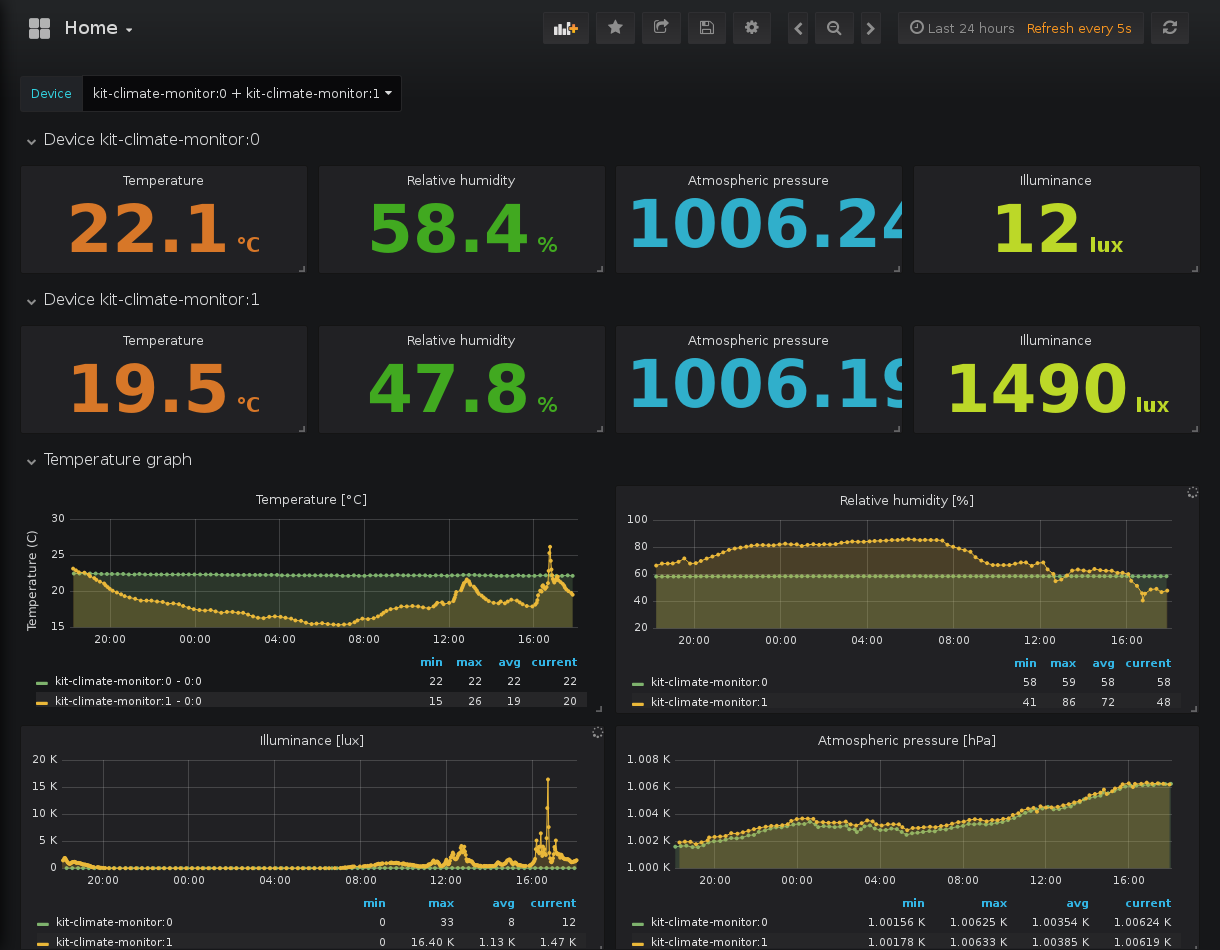 Home
Last 24 hours Refresh every 5s
Device kit-climate-monitor:0 + kit-climate-monitor:1
Device kit-climate-monitor:0
Temperature Relative humidity Atmospheric pressure Illuminance
22.1 °C 58.4 % 1006.24 12 lux
Device kit-climate-monitor:1
Temperature Relative humidity Atmospheric pressure Illuminance
19.5 °C 47.8 % 1006.19 1490 lux
Temperature graph
Temperature [°C]
Temperature (C)
30
25
20
15
20:00 00:00 04:00 08:00 12:00 16:00
min max avg current
kit-climate-monitor:0 - 0:0 22 22 22 22
kit-climate-monitor:1 - 0:0 15 26 19 20
Relative humidity [%]
100
80
60
40
20
20:00 00:00 04:00 08:00 12:00 16:00
min max avg current
kit-climate-monitor:0 58 59 58 58
kit-climate-monitor:1 41 86 72 48
Illuminance [lux]
20 K
15 K
10 K
5 K
0
20:00 00:00 04:00 08:00 12:00 16:00
min max avg current
kit-climate-monitor:0 0 33 8 12
kit-climate-monitor:1 0 16.40 K 1.13 K 1.47 K
Atmospheric pressure [hPa]
1.008 K
1.006 K
1.004 K
1.002 K
1.000 K
20:00 00:00 04:00 08:00 12:00 16:00
min max avg current
kit-climate-monitor:0 1.00156 K 1.00625 K 1.00354 K 1.00624 K
kit-climate-monitor:1 1.00178 K 1.00633 K 1.00385 K 1.00619 K